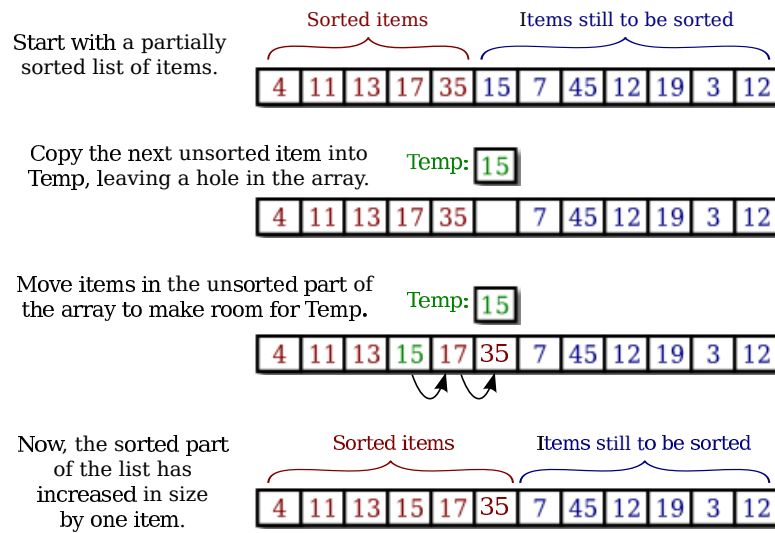 Sorted items Items still to be sorted
Start with a partially
sorted list of items.
4 11 13 17 35 15 7 45 12 19 3 12
Copy the next unsorted item into
Temp, leaving a hole in the array.
Temp: 15
4 11 13 17 35 7 45 12 19 3 12
Move items in the unsorted part of
the array to make room for Temp.
Temp: 15
4 11 13 15 17 35 7 45 12 19 3 12
Now, the sorted part
of the list has
increased in size
by one item.
Sorted items Items still to be sorted
4 11 13 15 17 35 7 45 12 19 3 12